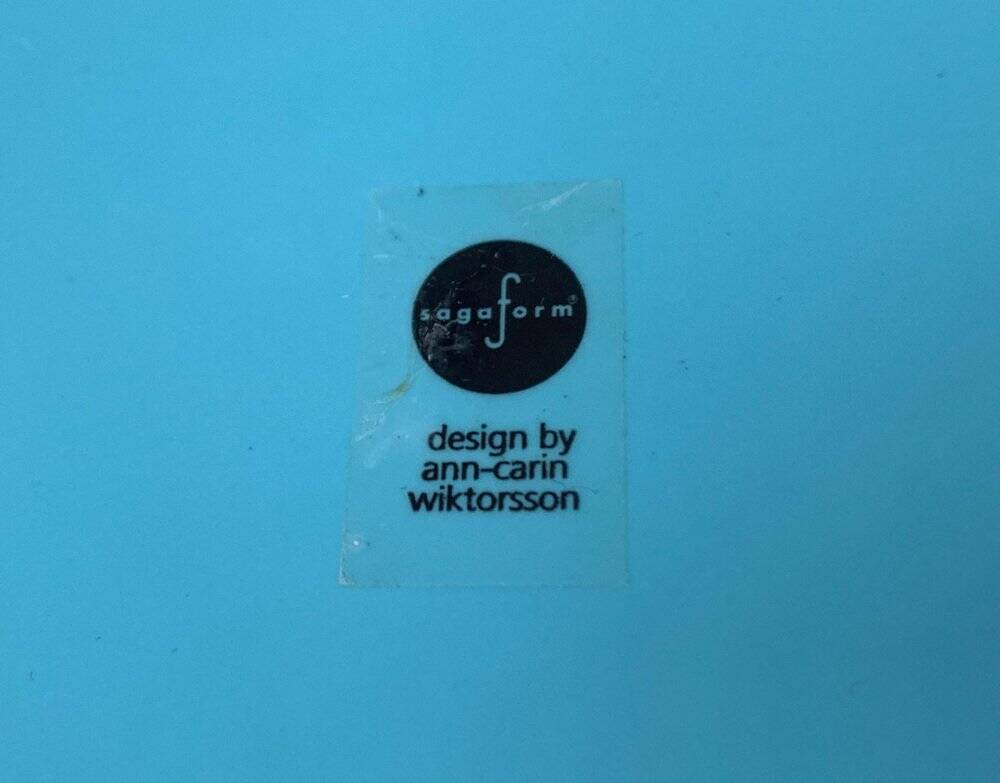 sagaform®
design by
ann-carin
wiktorsson